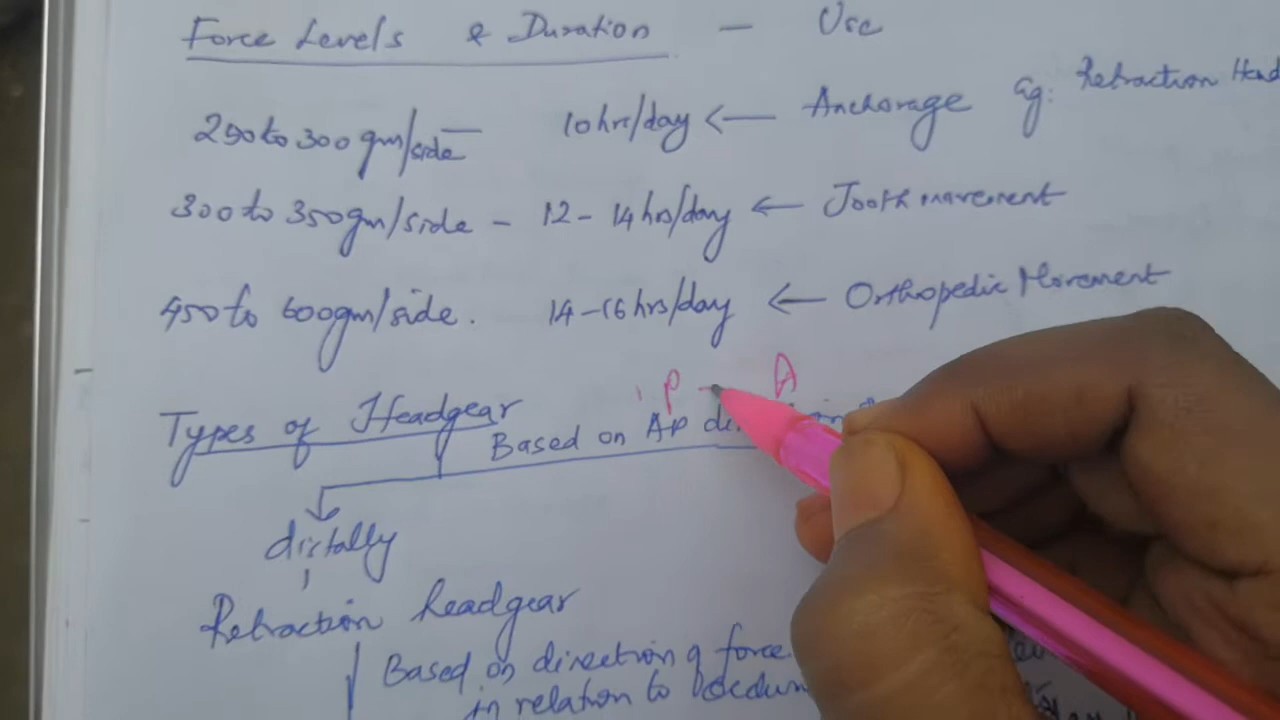 Force Levels & Duration - Use
250 to 300 gm/side - 10 hrs/day ← Anchorage Eg: Retraction Head
300 to 350 gm/side - 12 - 14 hrs/day ← Tooth movement
450 to 600 gm/side. 14 - 16 hrs/day ← Orthopedic Movement
P - A
Types of Headgear
Based on AP
distally
Retraction headgear
Based on direction of force
in relation to